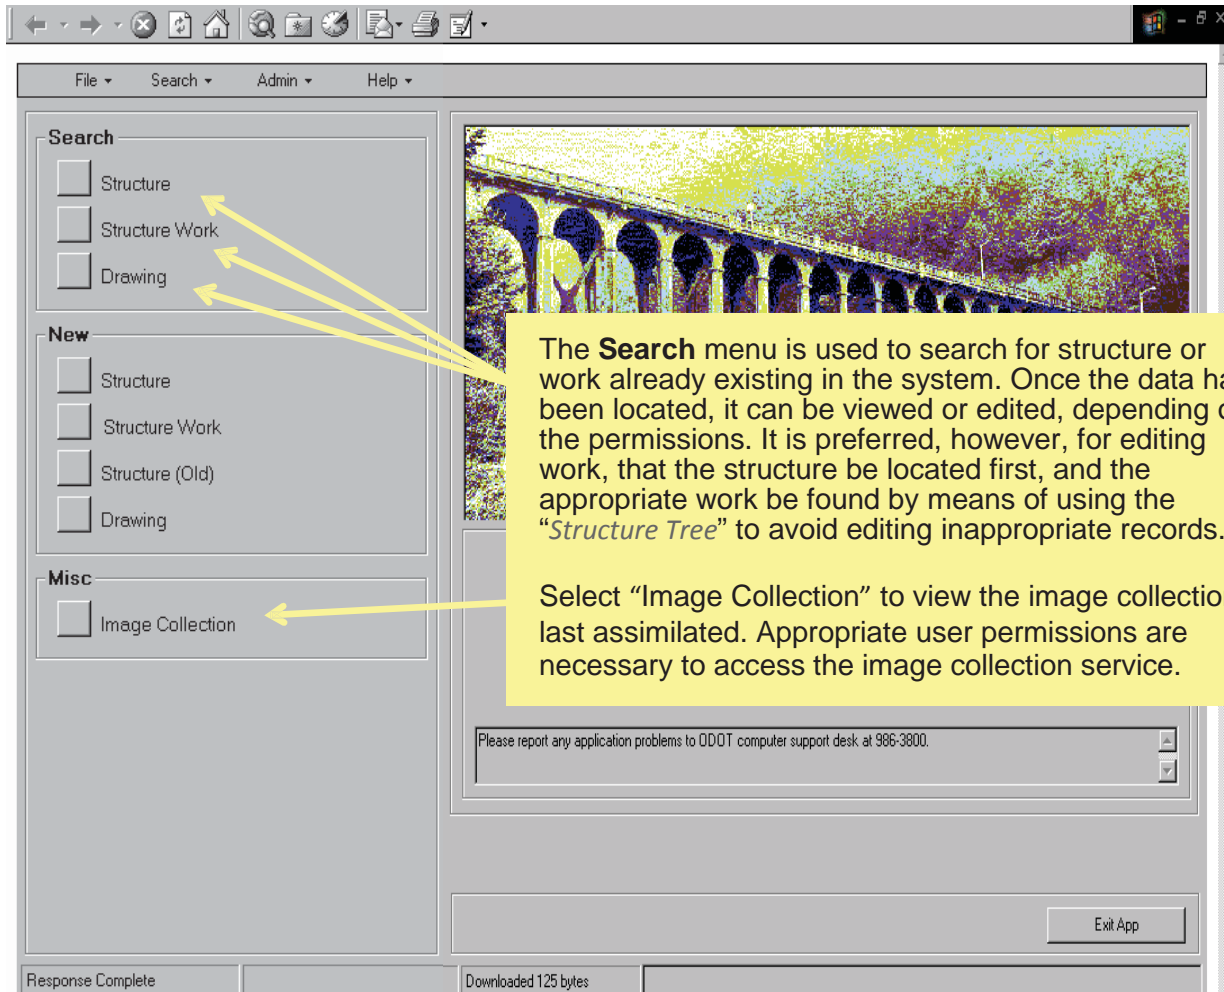 File Search Admin Help
Search
Structure
Structure Work
Drawing
New
Structure
Structure Work
Structure (Old)
Drawing
Misc
Image Collection
The Search menu is used to search for structure or
work already existing in the system. Once the data
been located, it can be viewed or edited, depending
the permissions. It is preferred, however, for editing
work, that the structure be located first, and the
appropriate work be found by means of using the
“Structure Tree” to avoid editing inappropriate records.
Select “Image Collection” to view the image
last assimilated. Appropriate user permissions are
necessary to access the image collection service.
Please report any application problems to ODOT computer support desk at 986-3800.
Exit App
Response Complete
Downloaded 125 bytes